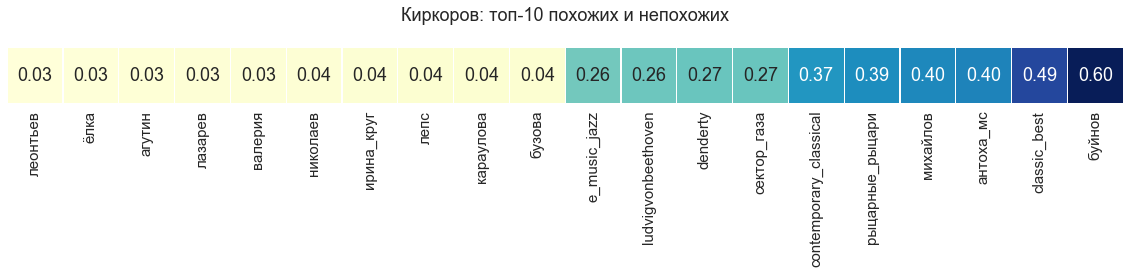 Киркоров: топ-10 похожих и непохожих
0.03 0.03 0.03 0.03 0.03 0.04 0.04 0.04 0.04 0.04 0.26 0.26 0.27 0.27 0.37 0.39 0.40 0.40 0.49 0.60
леонтьев
ёлка
агутин
лазарев
валерия
николаев
ирина_круг
лепс
караулова
бузова
e_music_jazz
ludvigvonbeethoven
denderty
сектор_газа
contemporary_classical
рыцарные_рыцари
михайлов
антоха_мс
classic_best
буйнов